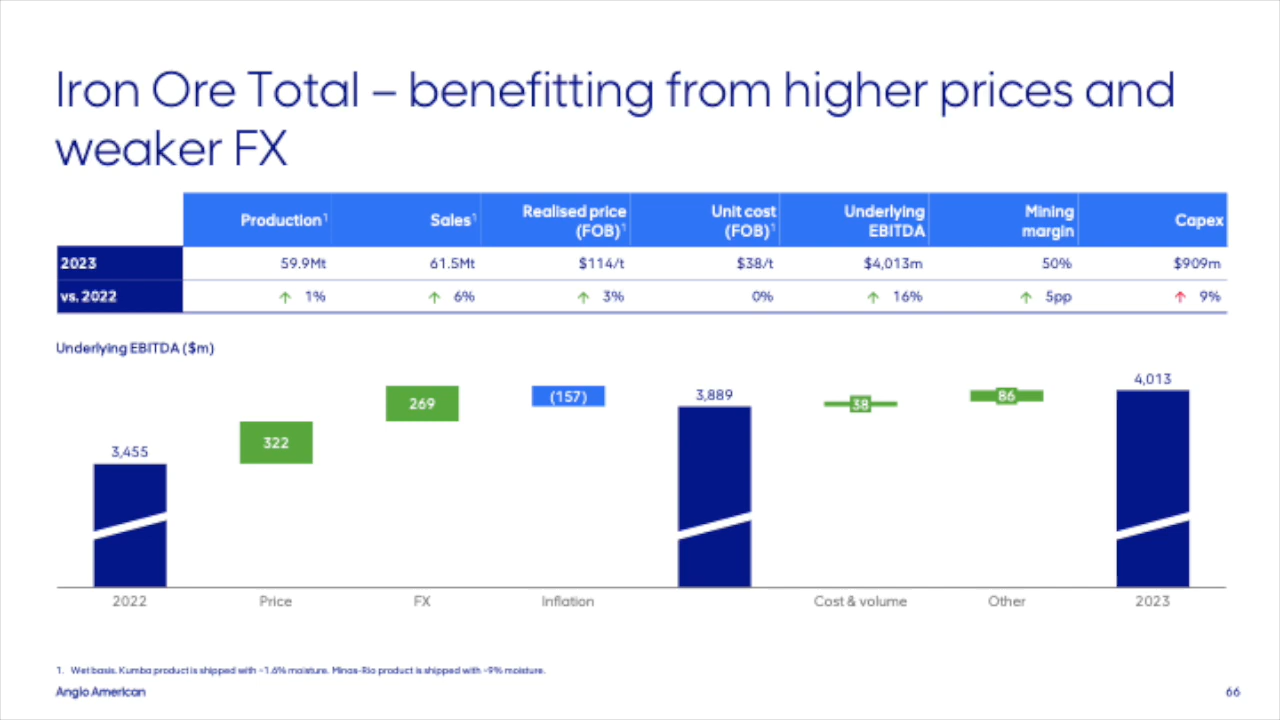 Iron Ore Total – benefitting from higher prices and
weaker FX
Production¹ Sales¹ Realised price (FOB)¹ Unit cost (FOB)¹ Underlying EBITDA Mining margin Capex
2023 59.9Mt 61.5Mt $114/t $38/t $4,013m 50% $909m
vs. 2022 ↑ 1% ↑ 6% ↑ 3% 0% ↑ 16% ↑ 5pp ↑ 9%
Underlying EBITDA ($m)
3,455 322 269 (157) 3,889 38 86 4,013
2022 Price FX Inflation Cost & volume Other 2023
1. Wet basis. Kumba product is shipped with ~1.6% moisture. Minas-Rio product is shipped with ~9% moisture.
Anglo American 66